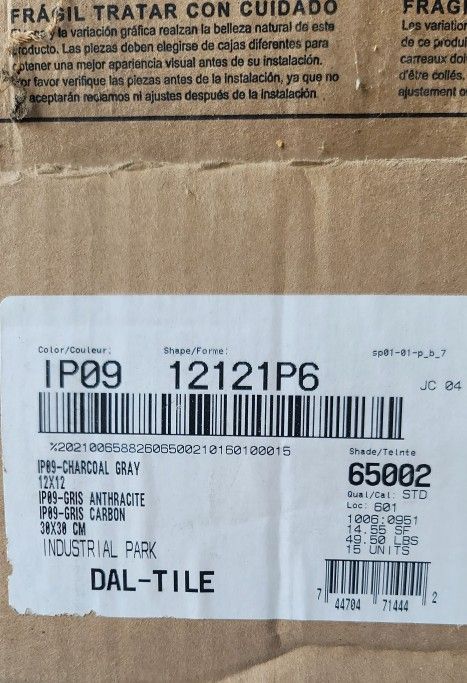 FRÁGIL TRATAR CON CUIDADO
y la variación gráfica realzan la belleza natural de este
producto. Las piezas deben elegirse de cajas diferentes para
obtener una mejor apariencia visual antes de su instalación.
Por favor verifique las piezas antes de la instalación, ya que no
aceptarán reclamos ni ajustes después de la instalación.
FRAG
Les variation
de ce produ
carreaux doi
d'être collés,
ajustement o
Color/Couleur: Shape/Forme: sp01-01-p_b_7
IP09 12121P6 JC 04
%2021006588260650021016010 0015
IP09-CHARCOAL GRAY
12X12
IP09-GRIS ANTHRACITE
IP09-GRIS CARBON
30X30 CM
INDUSTRIAL PARK
DAL-TILE
Shade/Teinte
65002
Qual/Cal: STD
Loc: 601
1006:0951
14.55 SF
49.50 LBS
15 UNITS
7 44704 71444 2